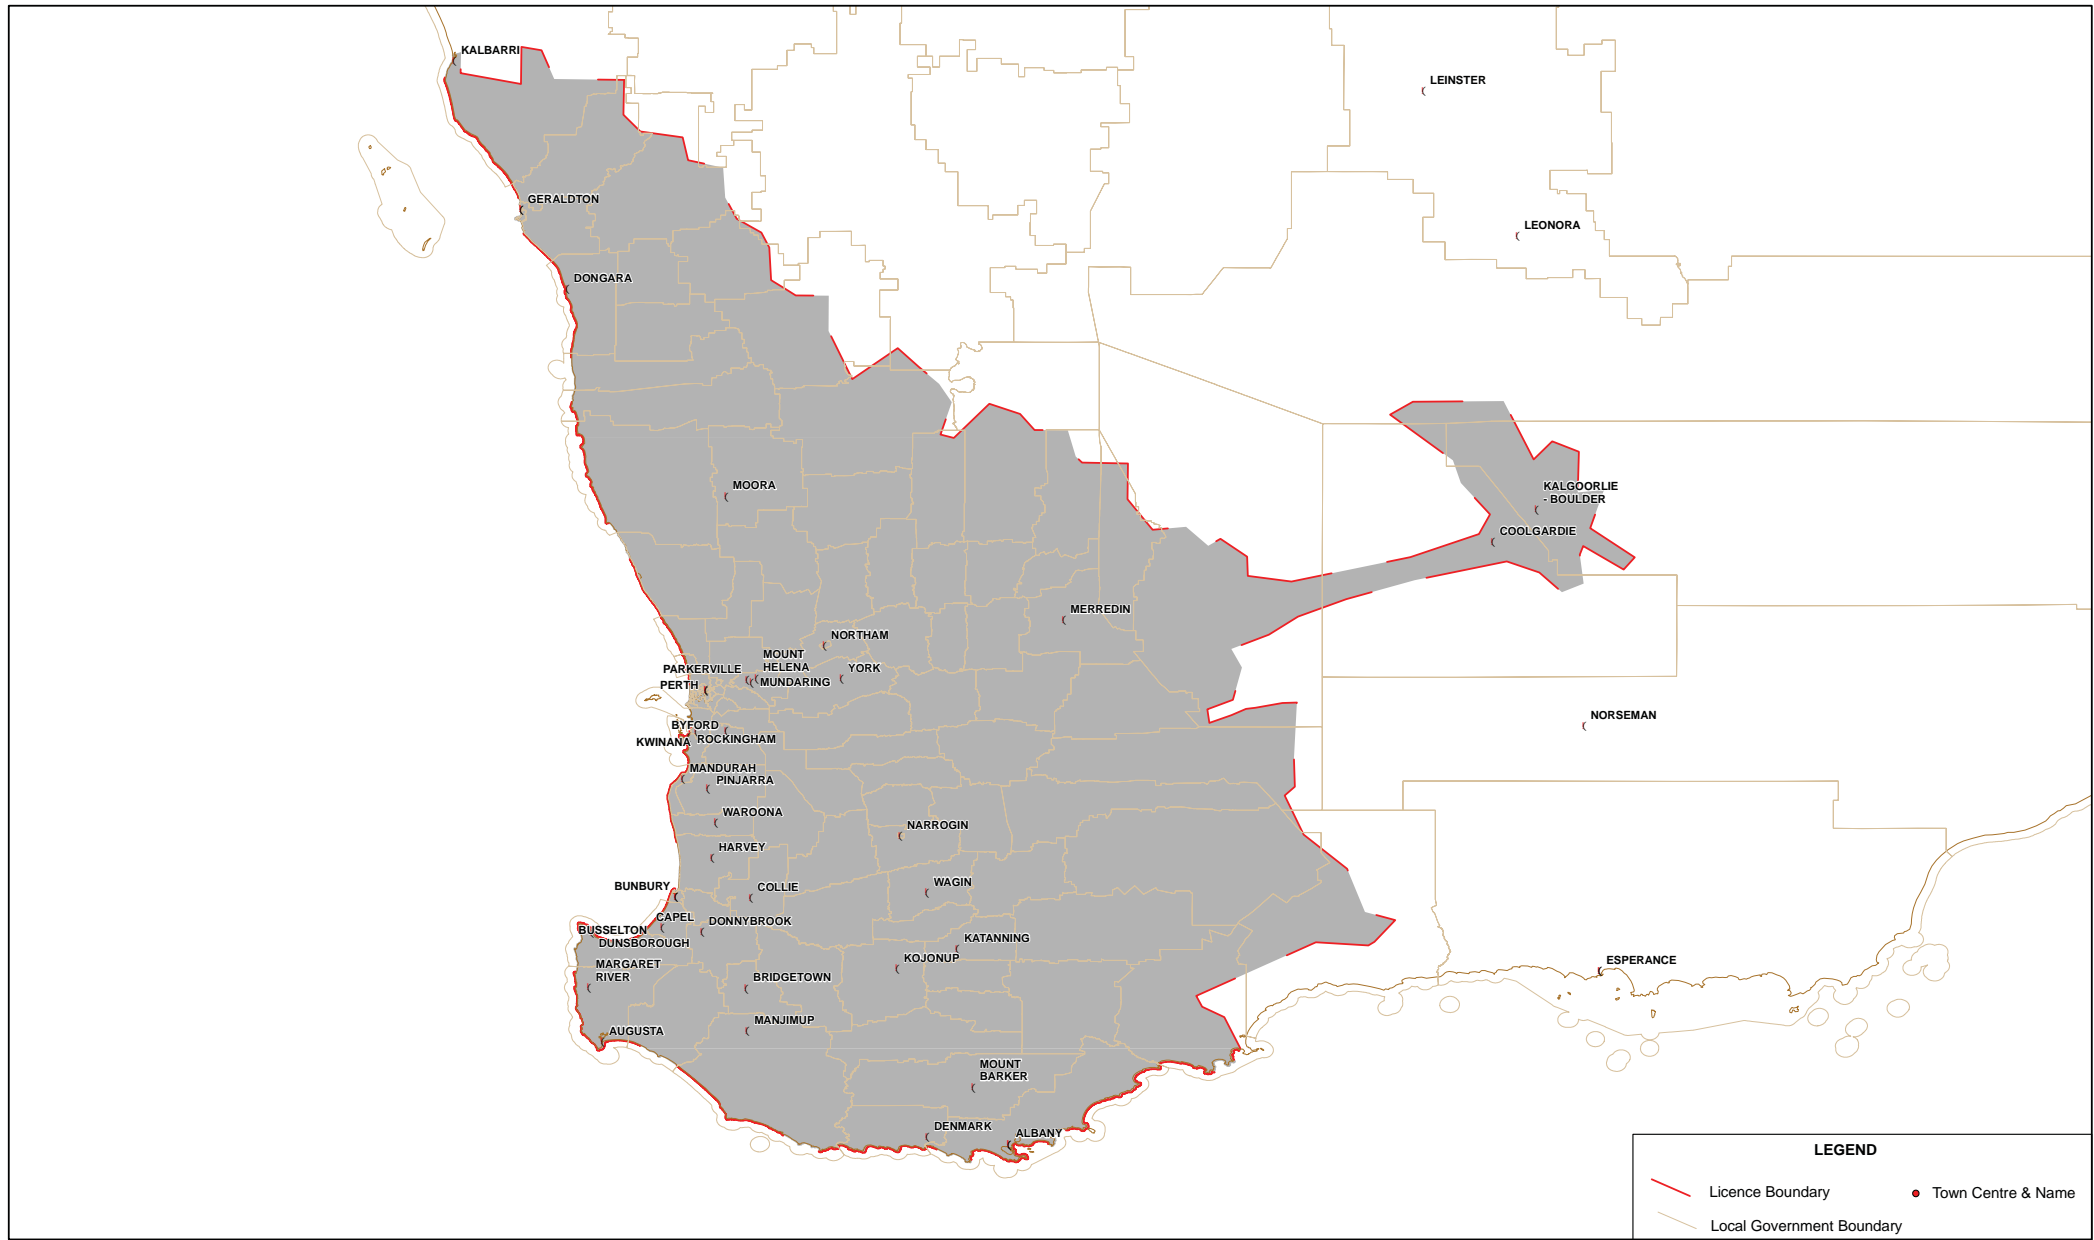 KALBARRI
LEINSTER
GERALDTON
LEONORA
DONGARA
MOORA
KALGOORLIE
- BOULDER
COOLGARDIE
MERREDIN
NORTHAM
MOUNT
HELENA
PARKERVILLE
YORK
MUNDARING
PERTH
NORSEMAN
BYFORD
ROCKINGHAM
KWINANA
MANDURAH
PINJARRA
WAROONA
NARROGIN
HARVEY
BUNBURY
COLLIE
WAGIN
CAPEL
DONNYBROOK
BUSSELTON
DUNSBOROUGH
KATANNING
KOJONUP
MARGARET
RIVER
BRIDGETOWN
ESPERANCE
MANJIMUP
AUGUSTA
MOUNT
BARKER
DENMARK
ALBANY
LEGEND
Licence Boundary
Town Centre & Name
Local Government Boundary